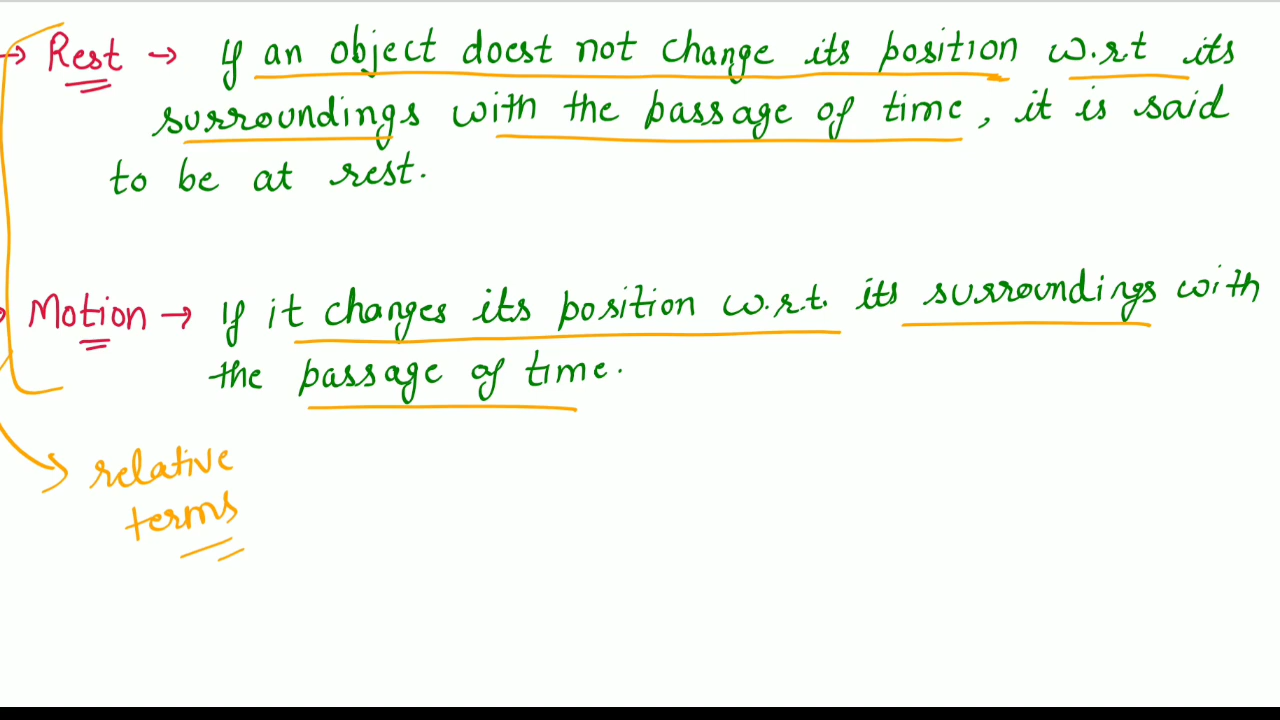 → Rest → If an object doest not change its position w.r.t its
surroundings with the passage of time, it is said
to be at rest.
Motion → If it changes its position w.r.t. its surroundings with
the passage of time.
relative
terms